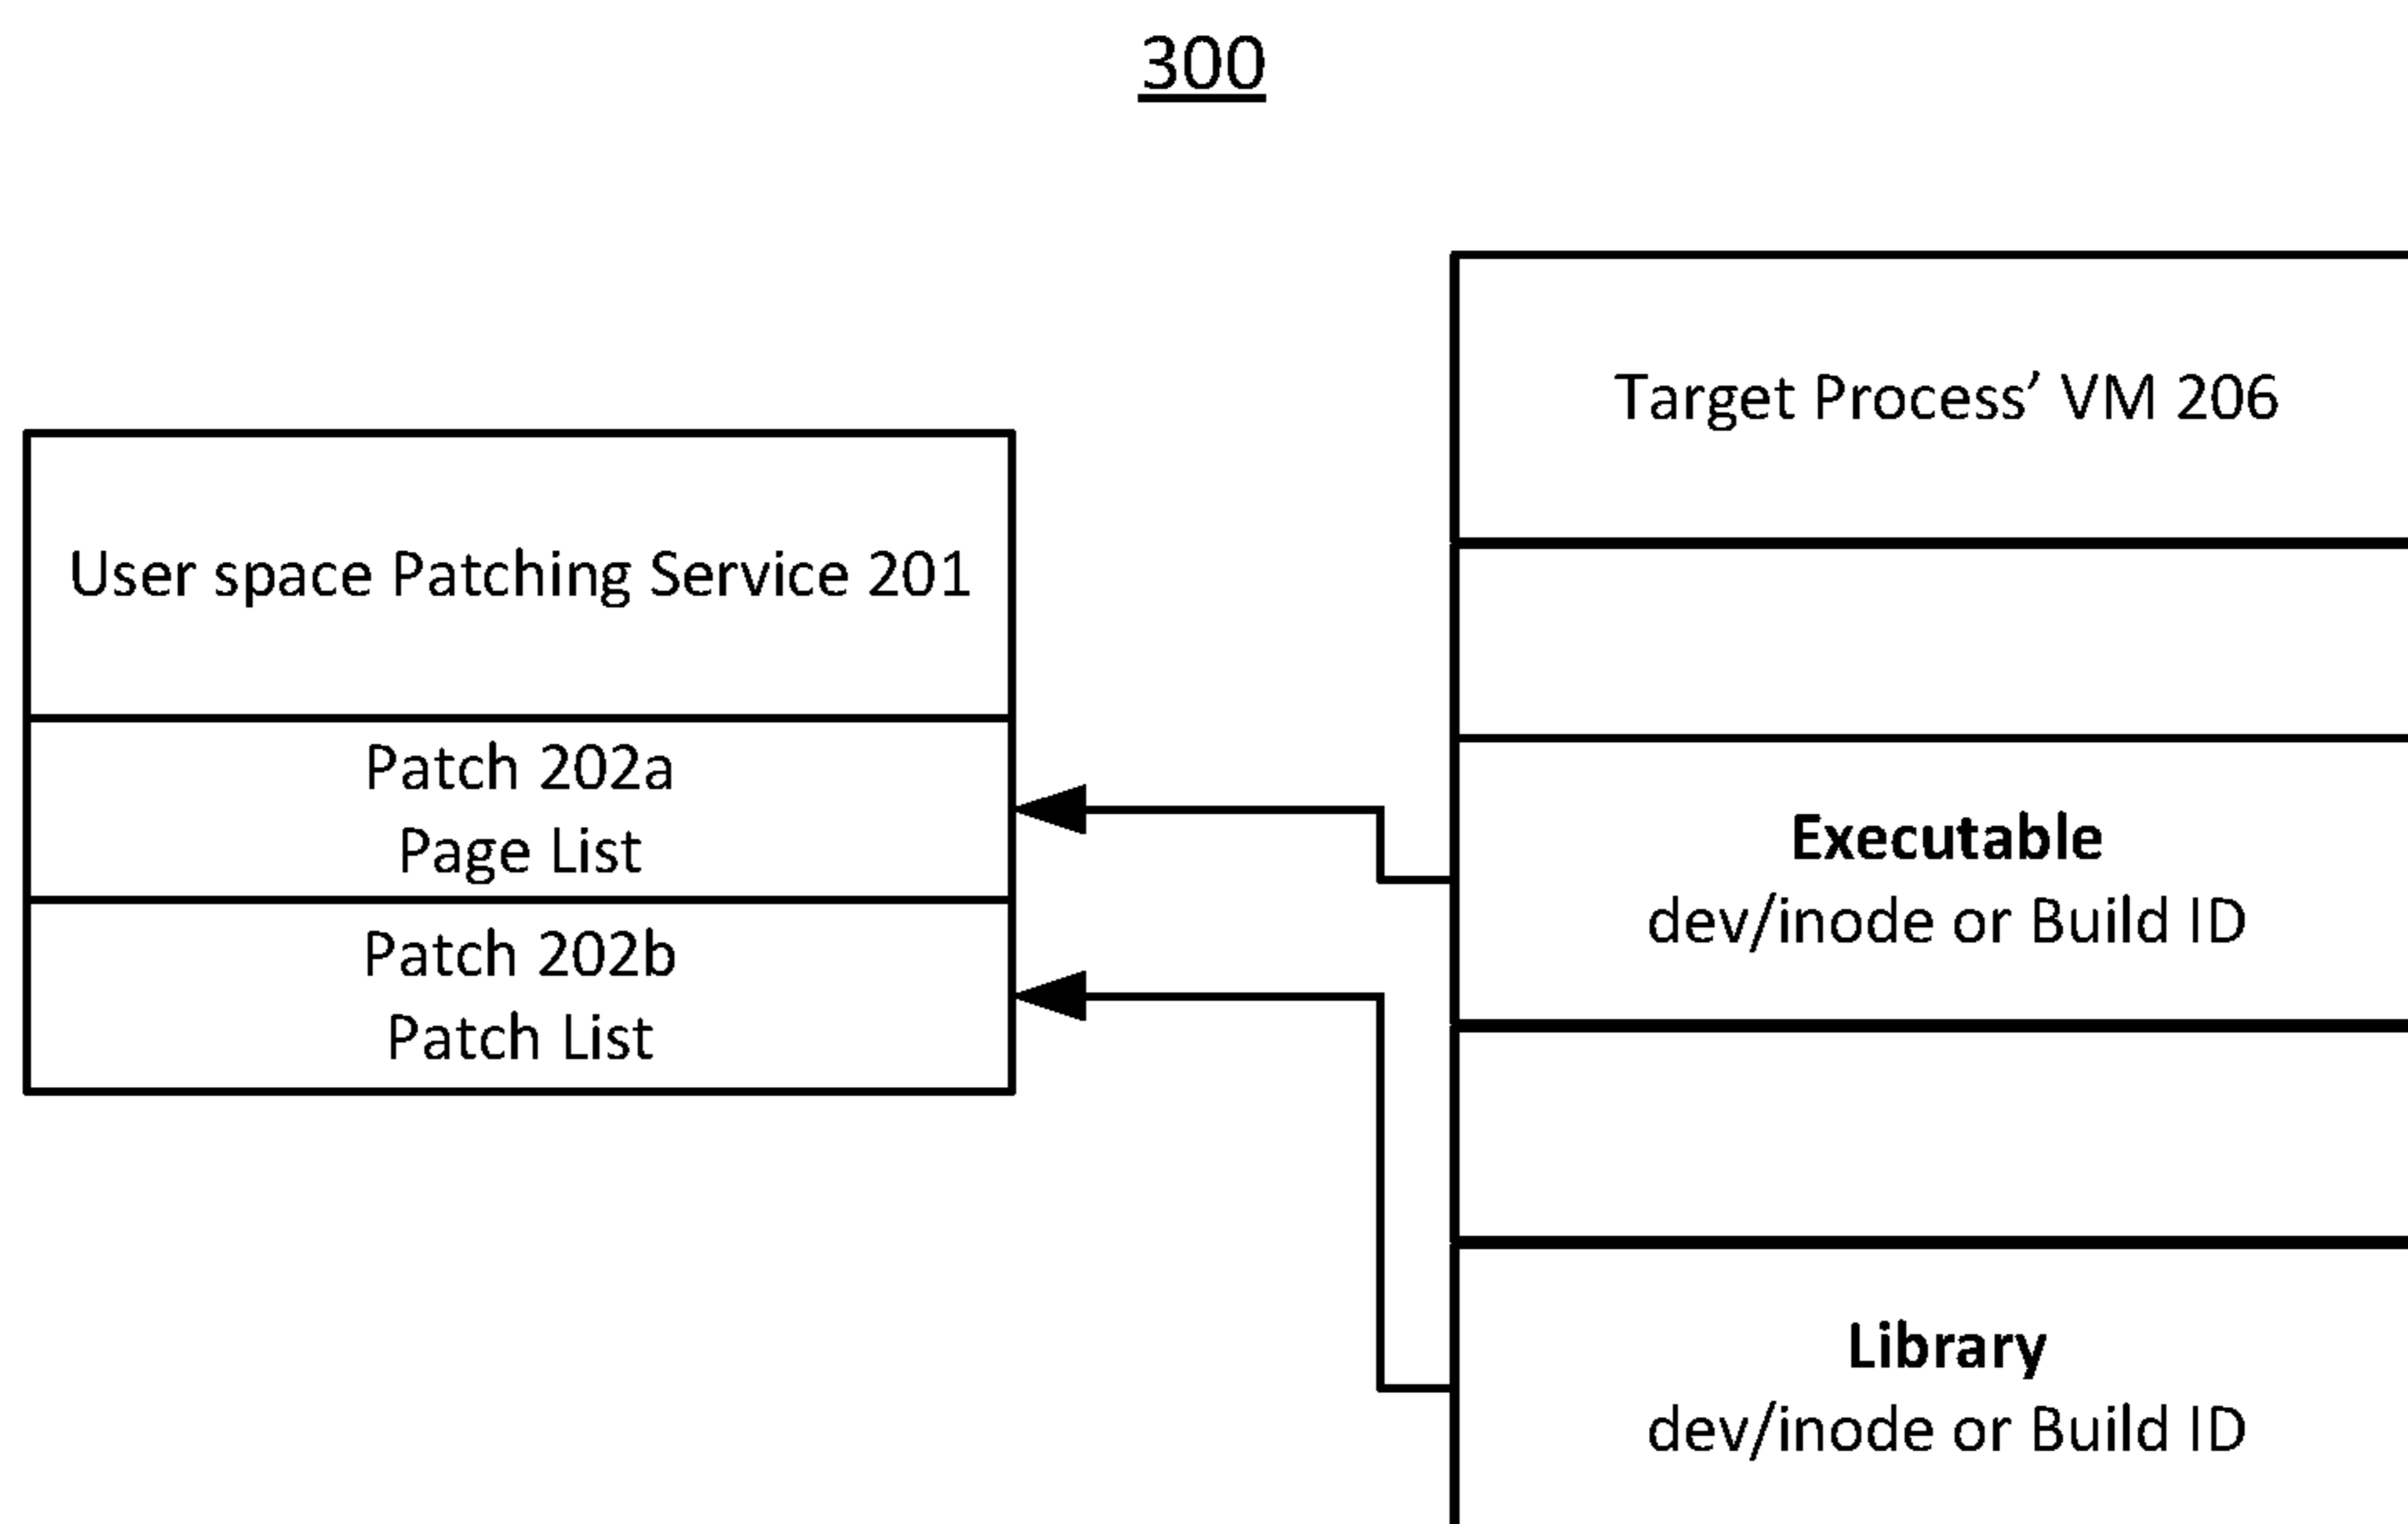 300
User space Patching Service 201
Patch 202a
Page List
Patch 202b
Patch List
Target Process’ VM 206
Executable
dev/inode or Build ID
Library
dev/inode or Build ID